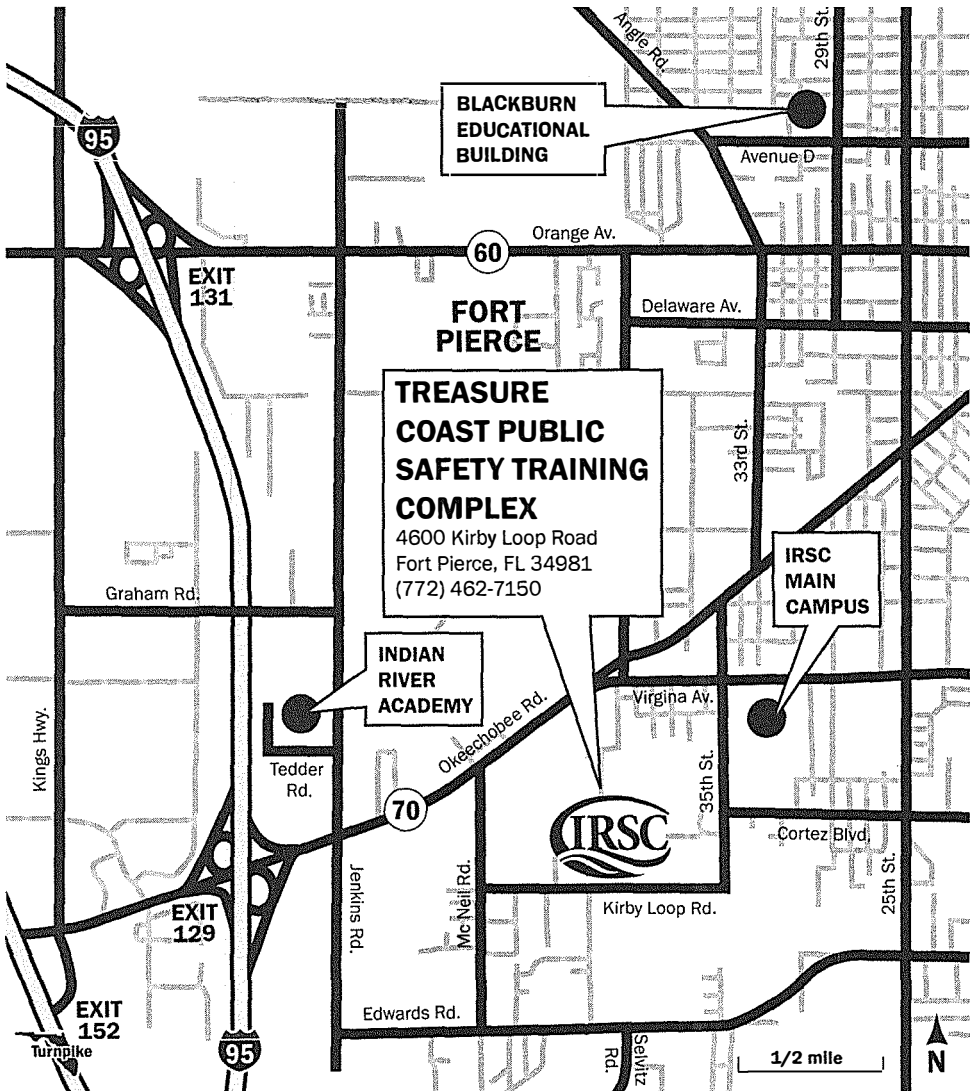 Angle Rd.
29th St.
BLACKBURN
EDUCATIONAL
BUILDING
95
Avenue D
Orange Av.
60
EXIT
131
Delaware Av.
FORT
PIERCE
TREASURE
COAST PUBLIC
SAFETY TRAINING
COMPLEX
4600 Kirby Loop Road
Fort Pierce, FL 34981
(772) 462-7150
33rd St.
IRSC
MAIN
CAMPUS
Graham Rd.
INDIAN
RIVER
ACADEMY
Virgina Av.
Okeechobee Rd.
Kings Hwy.
Tedder
Rd.
70
35th St.
IRSC
Cortez Blvd.
25th St.
Jenkins Rd.
Mc Neil Rd.
Kirby Loop Rd.
EXIT
129
Edwards Rd.
EXIT
152
Turnpike
95
Selvitz
Rd.
1/2 mile
N